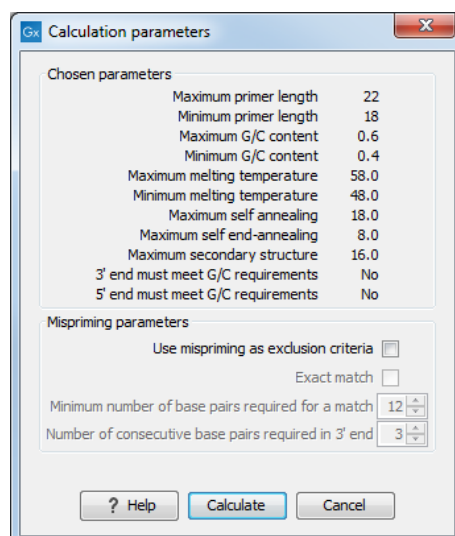 Gx Calculation parameters
Chosen parameters
Maximum primer length 22
Minimum primer length 18
Maximum G/C content 0.6
Minimum G/C content 0.4
Maximum melting temperature 58.0
Minimum melting temperature 48.0
Maximum self annealing 18.0
Maximum self end-annealing 8.0
Maximum secondary structure 16.0
3' end must meet G/C requirements No
5' end must meet G/C requirements No
Mispriming parameters
Use mispriming as exclusion criteria
Exact match
Minimum number of base pairs required for a match 12
Number of consecutive base pairs required in 3' end 3
? Help Calculate Cancel